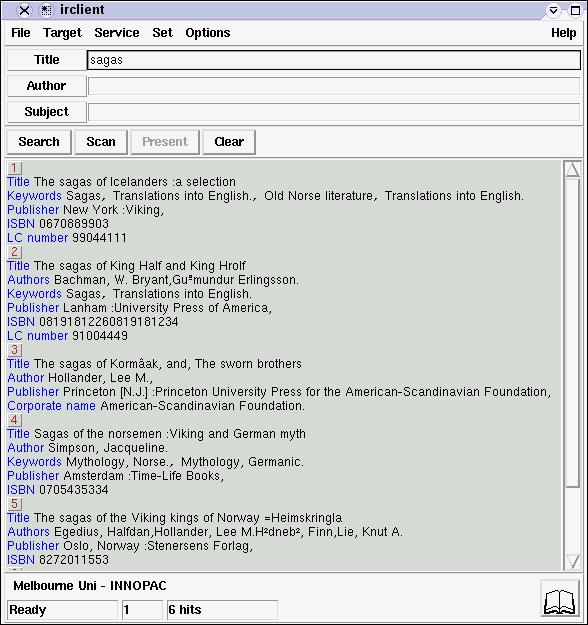 irclient
File Target Service Set Options Help
Title sagas
Author
Subject
Search Scan Present Clear
1
Title The sagas of Icelanders :a selection
Keywords Sagas, Translations into English., Old Norse literature, Translations into English.
Publisher New York :Viking,
ISBN 0670889903
LC number 99044111
2
Title The sagas of King Half and King Hrolf
Authors Bachman, W. Bryant,Guºmundur Erlingsson.
Keywords Sagas, Translations into English.
Publisher Lanham :University Press of America,
ISBN 08191812260819181234
LC number 91004449
3
Title The sagas of Kormâak, and, The sworn brothers
Author Hollander, Lee M.,
Publisher Princeton [N.J.] :Princeton University Press for the American-Scandinavian Foundation,
Corporate name American-Scandinavian Foundation.
4
Title Sagas of the norsemen :Viking and German myth
Author Simpson, Jacqueline.
Keywords Mythology, Norse., Mythology, Germanic.
Publisher Amsterdam :Time-Life Books,
ISBN 0705435334
5
Title The sagas of the Viking kings of Norway =Heimskringla
Authors Egedius, Halfdan,Hollander, Lee M.H²dneb², Finn,Lie, Knut A.
Publisher Oslo, Norway :Stenersens Forlag,
ISBN 8272011553
Melbourne Uni - INNOPAC
Ready 1 6 hits